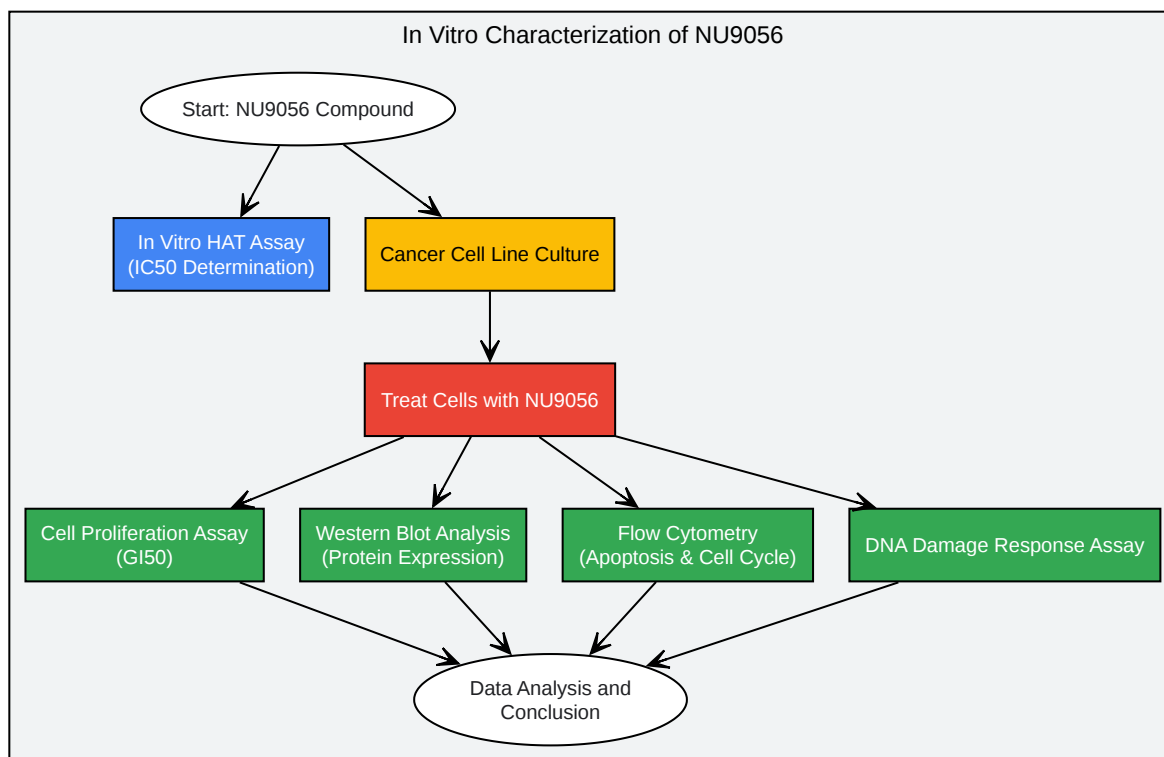 In Vitro Characterization of NU9056
Start: NU9056 Compound
In Vitro HAT Assay
(IC50 Determination)
Cancer Cell Line Culture
Treat Cells with NU9056
Cell Proliferation Assay
(GI50)
Western Blot Analysis
(Protein Expression)
Flow Cytometry
(Apoptosis & Cell Cycle)
DNA Damage Response Assay
Data Analysis and
Conclusion